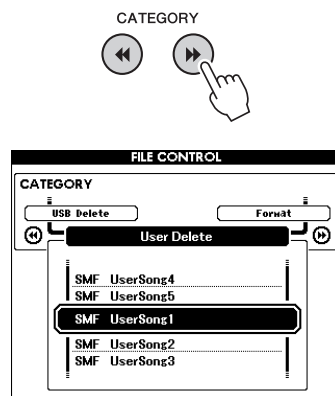 CATEGORY
FILE CONTROL
CATEGORY
USB Delete
Format
User Delete
SMF UserSong4
SMF UserSong5
SMF UserSong1
SMF UserSong2
SMF UserSong3